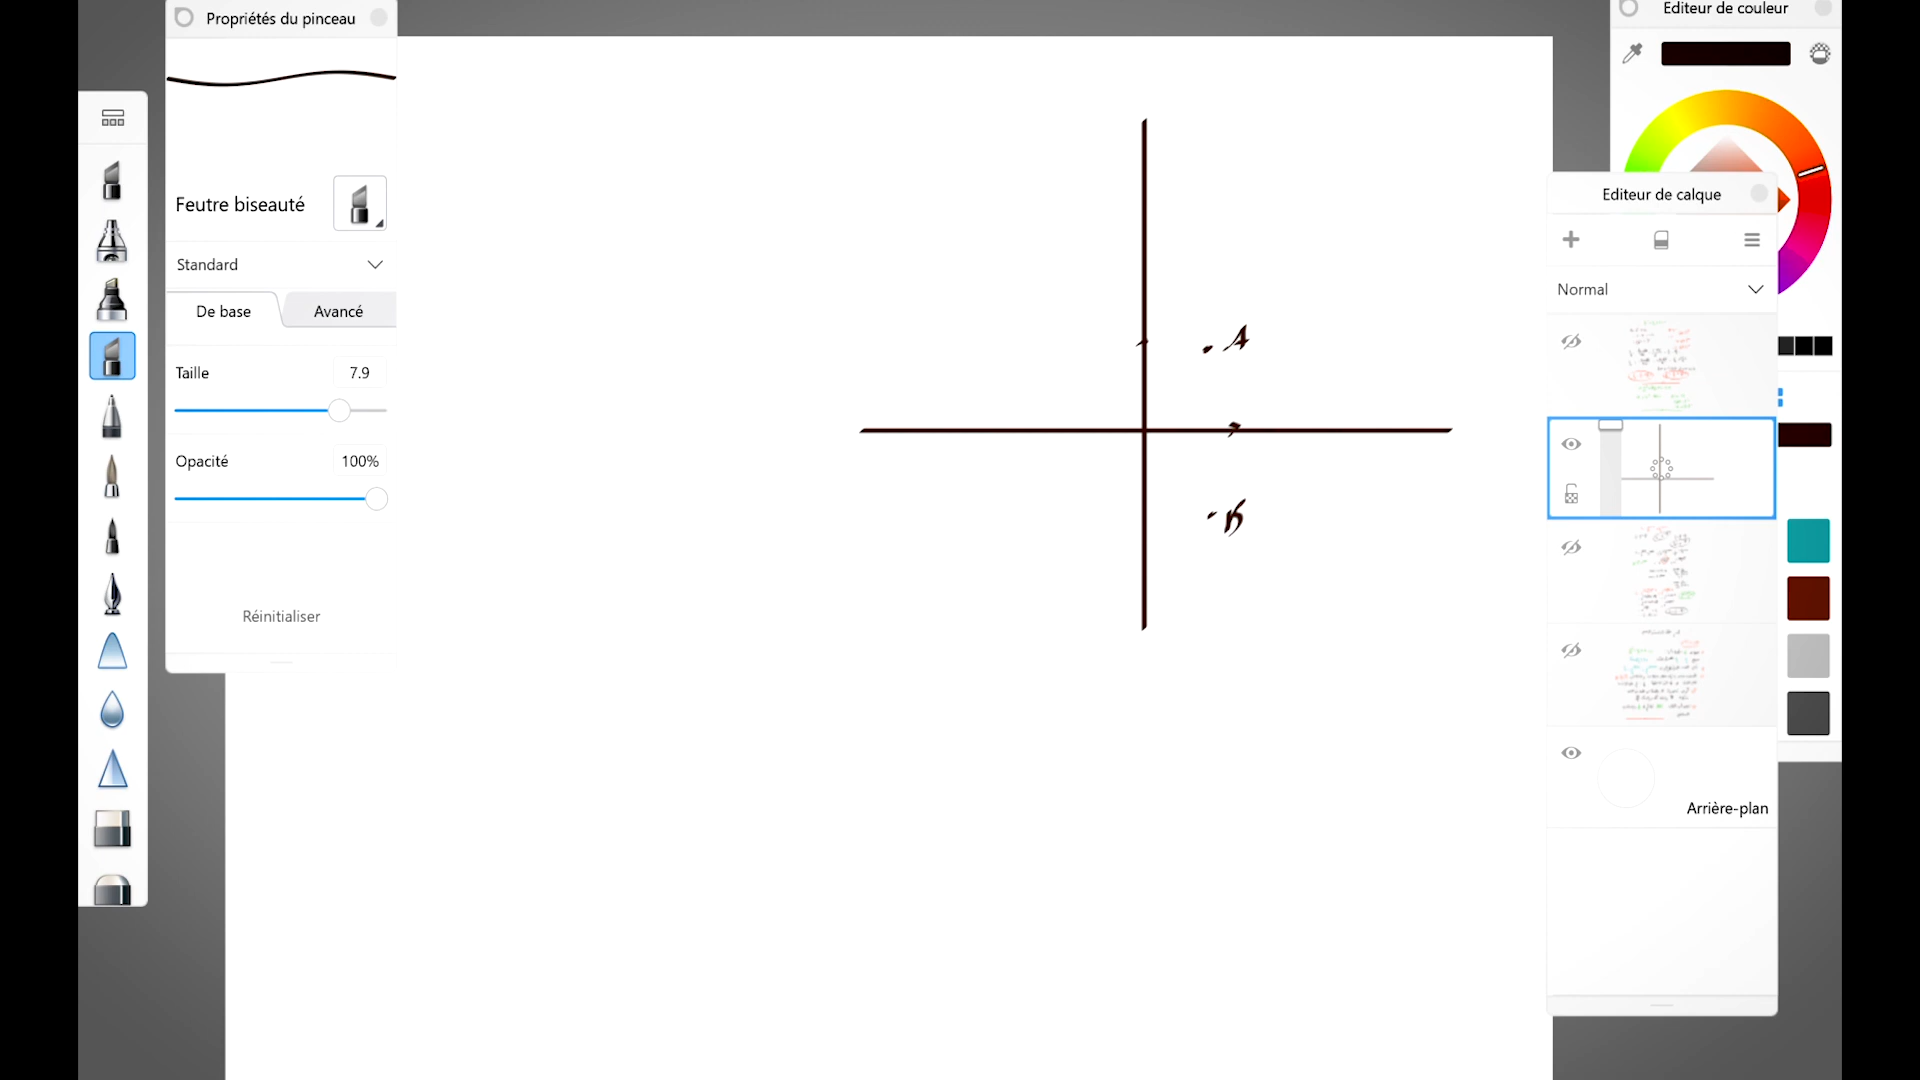 Propriétés du pinceau
Feutre biseauté
Standard
De base
Avancé
Taille
7.9
Opacité
100%
Réinitialiser
A
B
Editeur de couleur
Editeur de calque
Normal
Arrière-plan